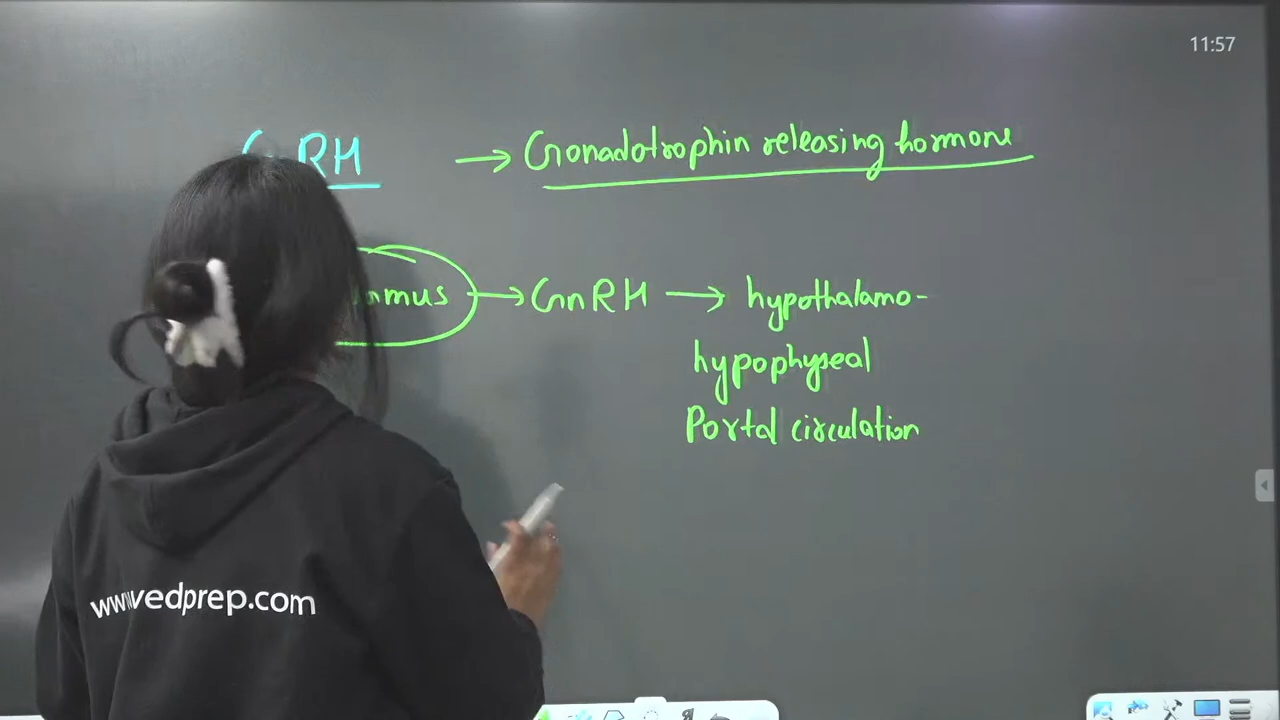 11:57
RH → Gonadotrophin releasing hormone
mus → GnRH → hypothalamo-
hypophyseal
Portal circulation
www.vedprep.com